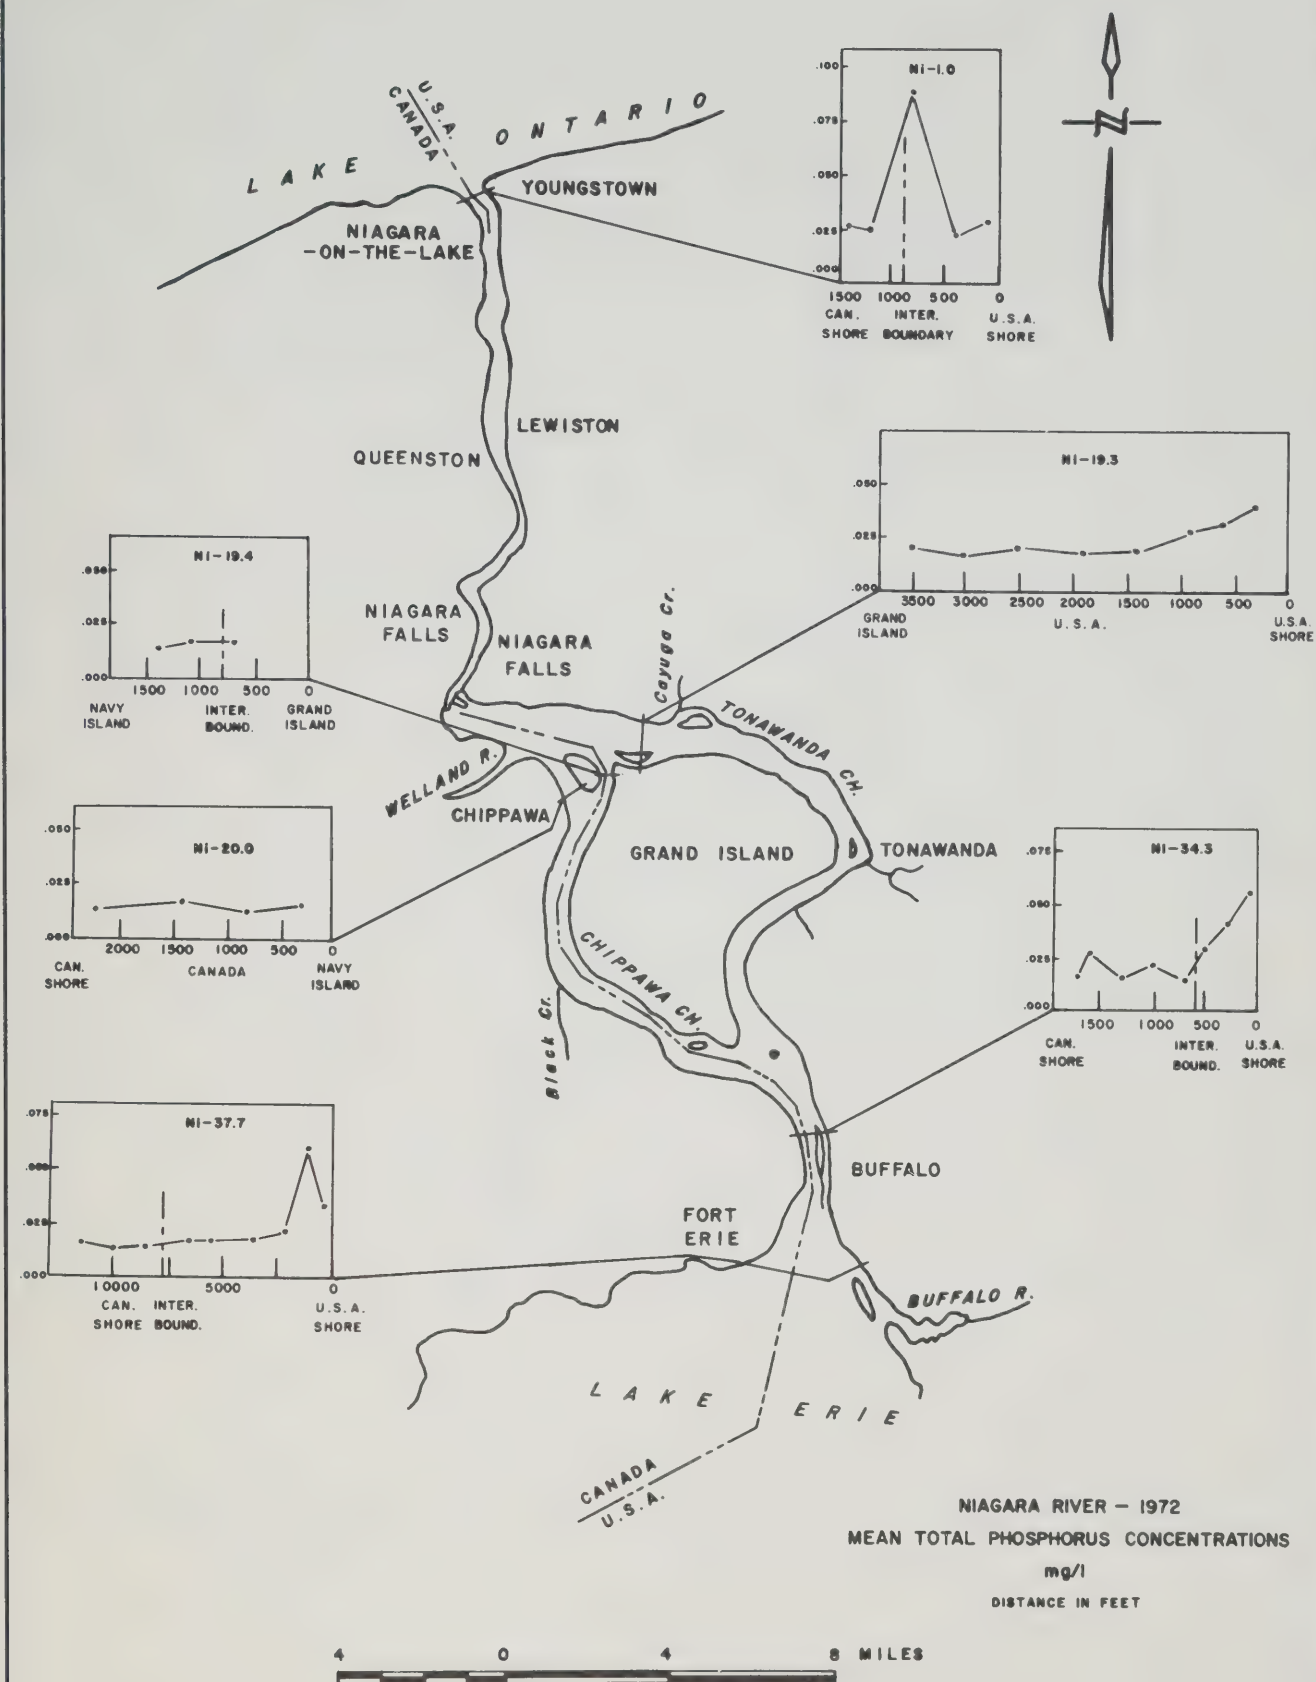 U.S.A.
CANADA
LAKE ONTARIO
YOUNGSTOWN
NIAGARA
-ON-THE-LAKE
Ni-1.0
.100
.075
.050
.025
.000
1500 1000 500 0
CAN. INTER. U.S.A.
SHORE BOUNDARY SHORE
N
LEWISTON
QUEENSTON
Ni-19.3
.050
.025
.000
3500 3000 2500 2000 1500 1000 500 0
GRAND U.S.A. U.S.A.
ISLAND SHORE
Ni-19.4
.050
.025
.000
1500 1000 500 0
NAVY INTER. GRAND
ISLAND BOUND. ISLAND
NIAGARA
FALLS
NIAGARA
FALLS
Cayuga Cr.
TONAWANDA CH.
WELLAND R.
CHIPPAWA
GRAND ISLAND
TONAWANDA
Ni-20.0
.050
.025
.000
2000 1500 1000 500 0
CAN. CANADA NAVY
SHORE ISLAND
Ni-34.3
.075
.050
.025
.000
1500 1000 500 0
CAN. INTER. U.S.A.
SHORE BOUND. SHORE
CHIPPAWA CH.
Black Cr.
Ni-37.7
.075
.050
.025
.000
10000 5000 0
CAN. INTER. U.S.A.
SHORE BOUND. SHORE
BUFFALO
FORT
ERIE
BUFFALO R.
LAKE ERIE
CANADA
U.S.A.
NIAGARA RIVER - 1972
MEAN TOTAL PHOSPHORUS CONCENTRATIONS
mg/l
DISTANCE IN FEET
4 0 4 8 MILES